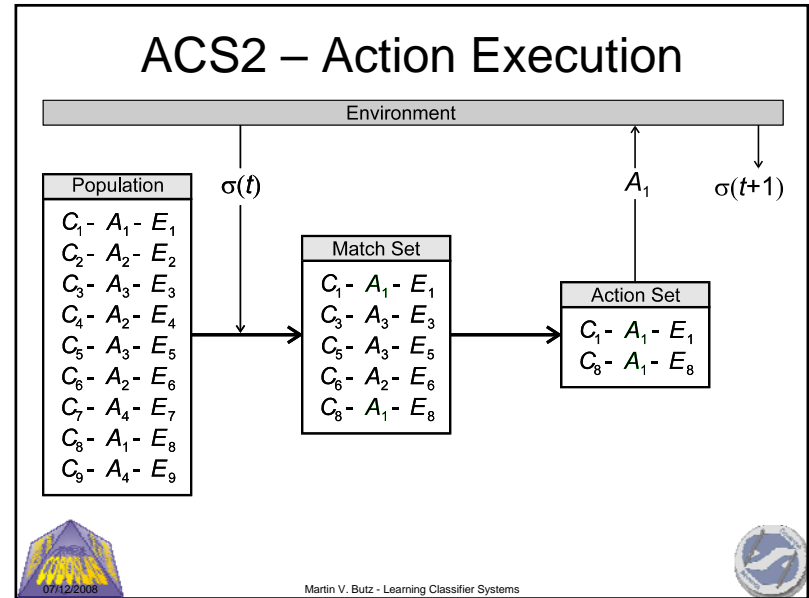 ACS2 – Action Execution
Environment
Population
C₁- A₁- E₁
C₂- A₂- E₂
C₃- A₃- E₃
C₄- A₂- E₄
C₅- A₃- E₅
C₆- A₂- E₆
C₇- A₄- E₇
C₈- A₁- E₈
C₉- A₄- E₉
σ(t)
Match Set
C₁- A₁- E₁
C₃- A₃- E₃
C₅- A₃- E₅
C₆- A₂- E₆
C₈- A₁- E₈
Action Set
C₁- A₁- E₁
C₈- A₁- E₈
A₁
σ(t+1)
COBOSLAB
07/12/2008
Martin V. Butz - Learning Classifier Systems